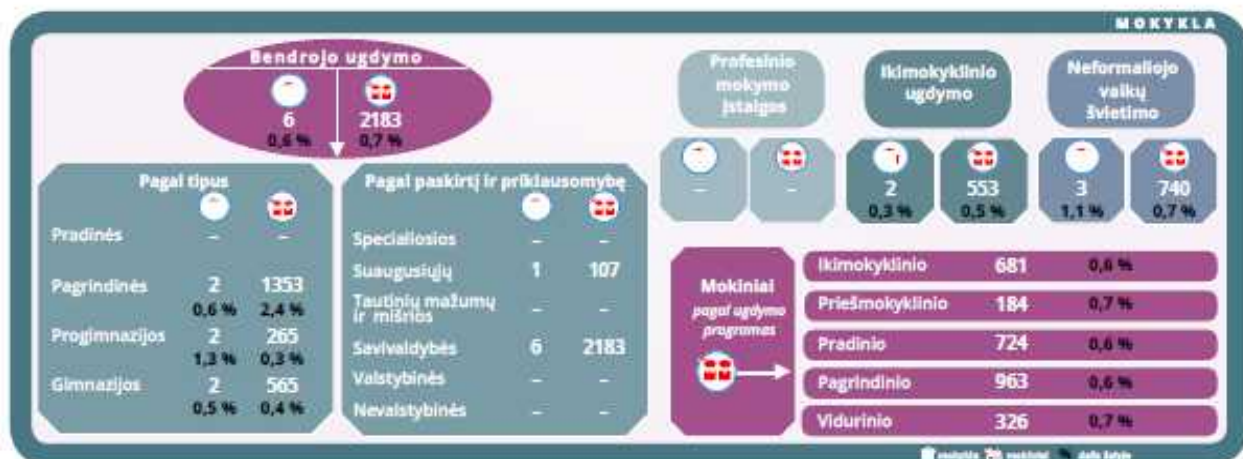 MOKYKLA
Bendrojo ugdymo
6 2183
0,6 % 0,7 %
Pagal tipus
Pradinės – –
Pagrindinės 2 1353
0,6 % 2,4 %
Progimnazijos 2 265
1,3 % 0,3 %
Gimnazijos 2 565
0,5 % 0,4 %
Pagal paskirtį ir priklausomybę
Specialiosios – –
Suaugusiųjų 1 107
Tautinių mažumų
ir mišrios – –
Savivaldybės 6 2183
Valstybinės – –
Nevalstybinės – –
Profesinio
mokymo
įstaigos
– –
Ikimokyklinio
ugdymo
2 553
0,3 % 0,5 %
Neformaliojo
vaikų
švietimo
3 740
1,1 % 0,7 %
Mokiniai
pagal ugdymo
programas
Ikimokyklinio 681 0,6 %
Priešmokyklinio 184 0,7 %
Pradinio 724 0,6 %
Pagrindinio 963 0,6 %
Vidurinio 326 0,7 %
mokiniai